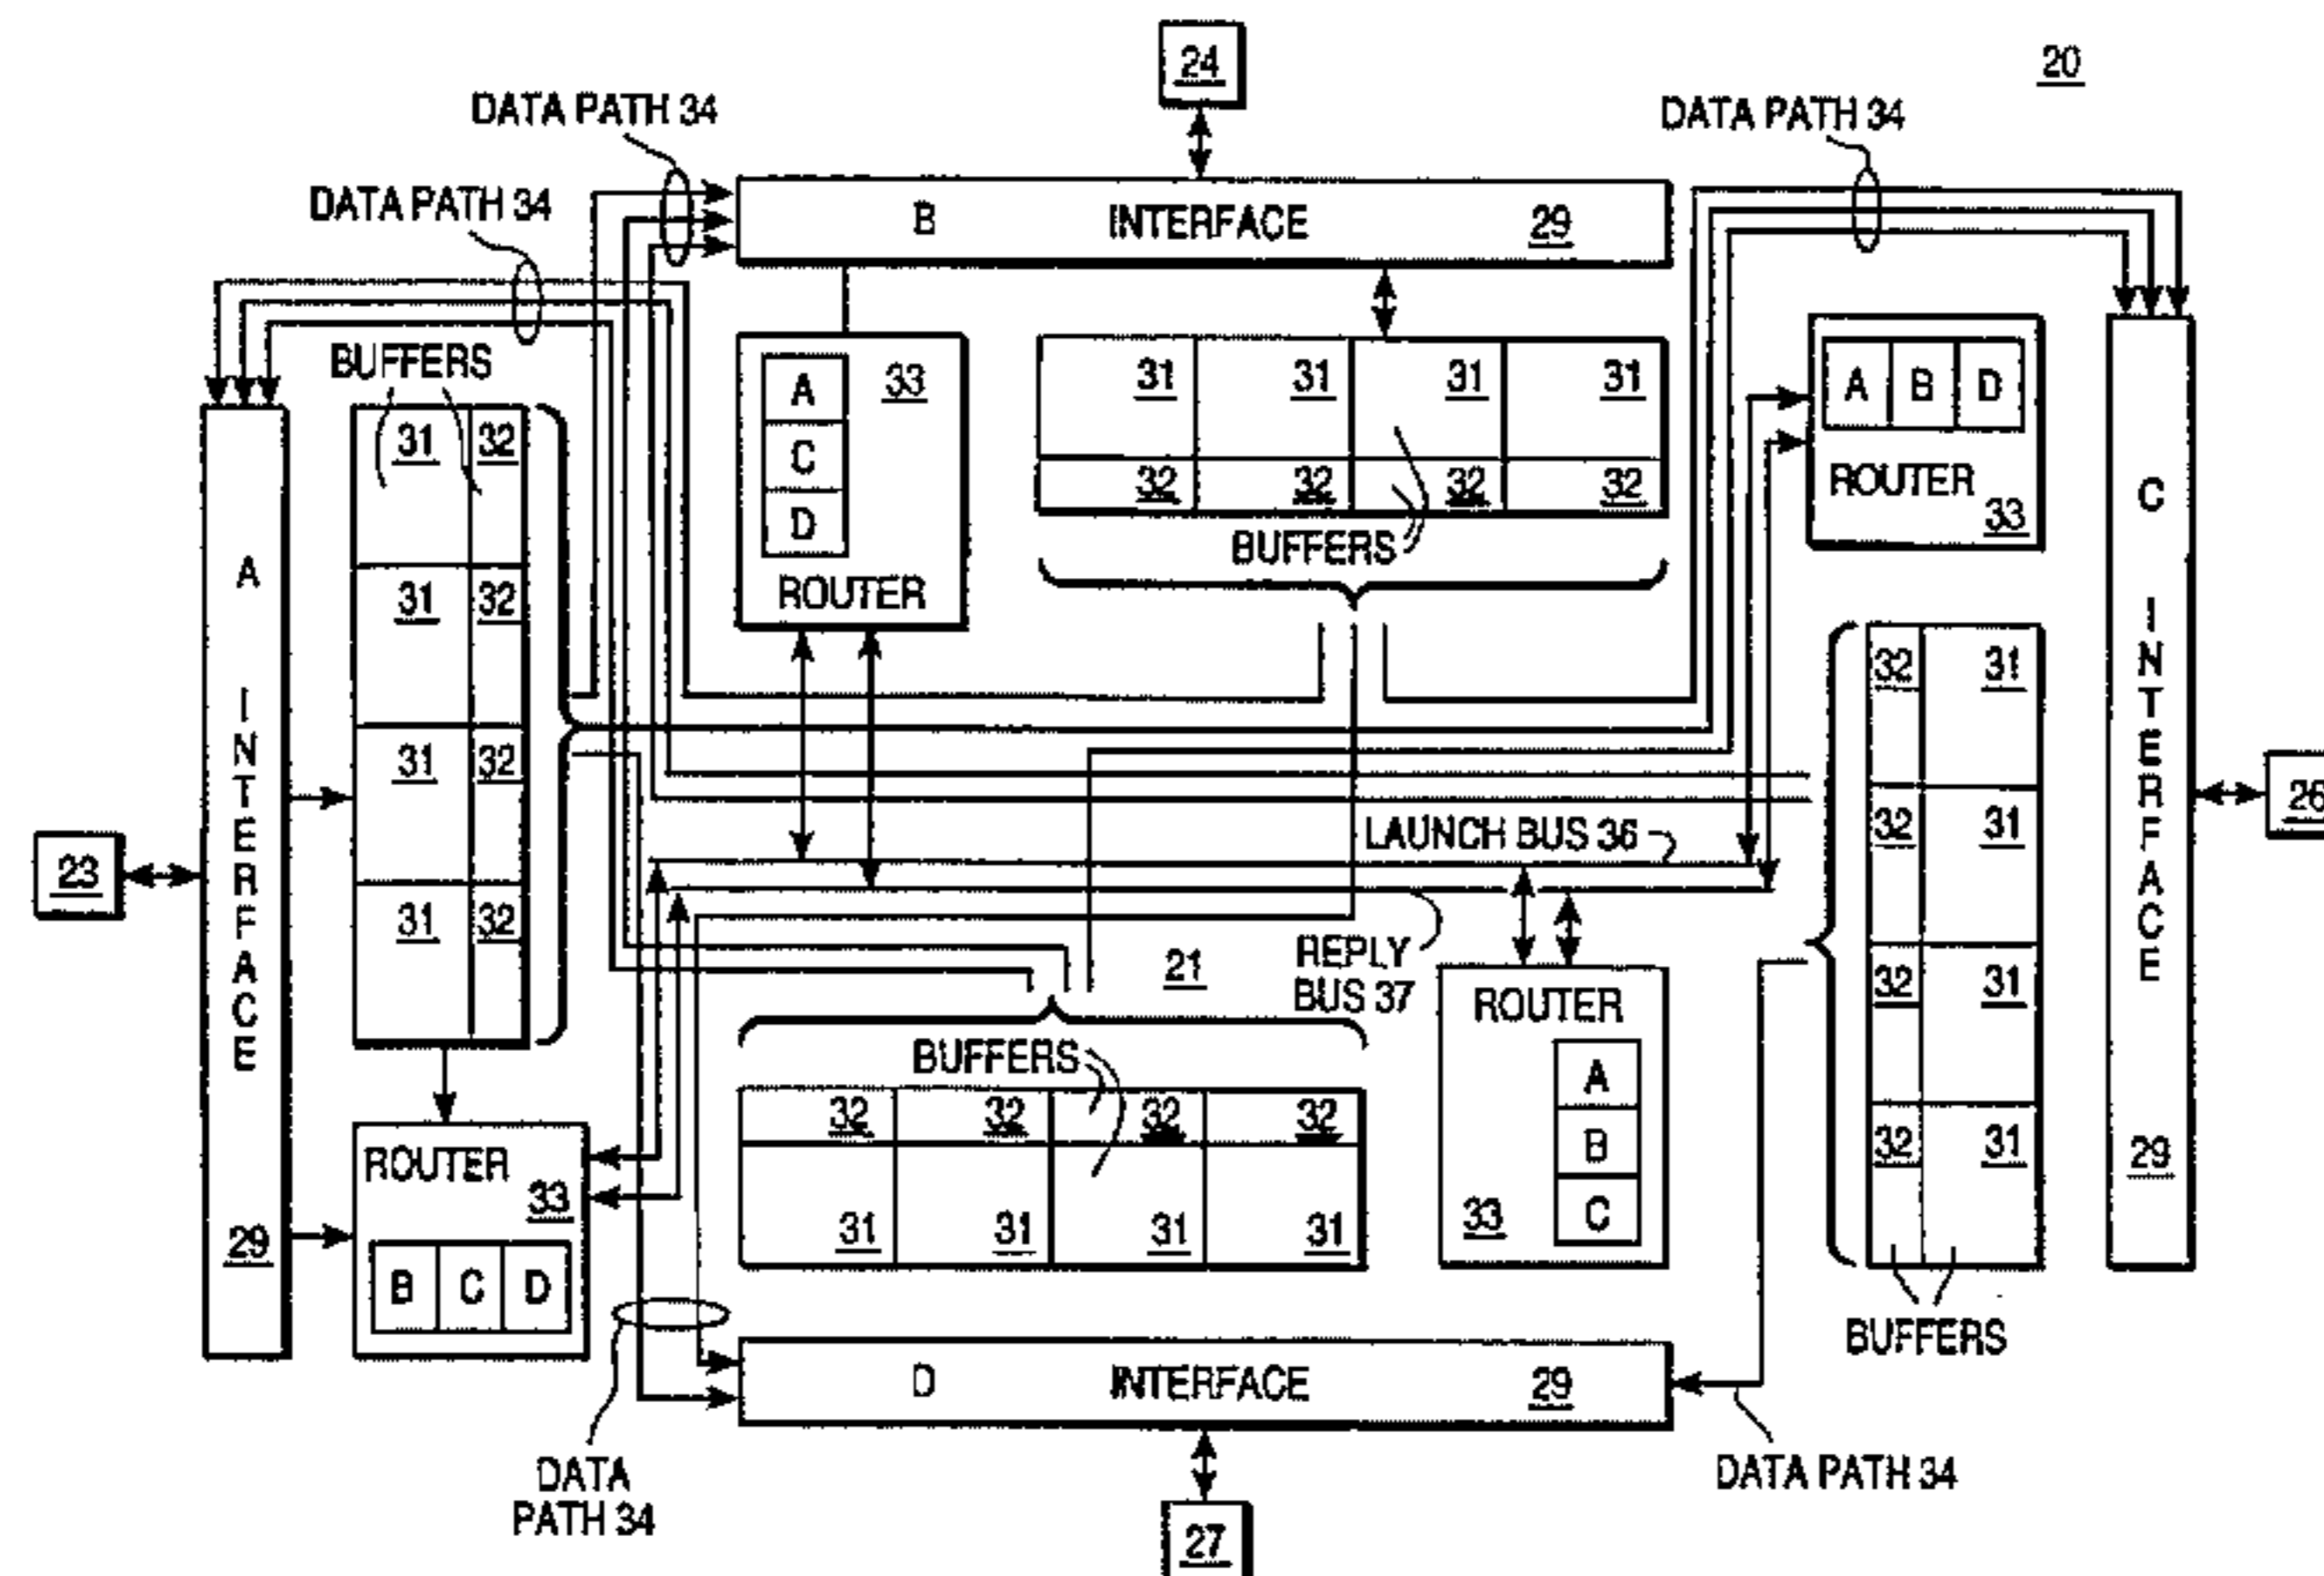 24
20
DATA PATH 34
DATA PATH 34
DATA PATH 34
B INTERFACE 29
BUFFERS
A
C
D
33
ROUTER
31 31 31 31
32 32 32 32
BUFFERS
A B D
ROUTER
33
31 32
31 32
31 32
31 32
A INTERFACE 29
23
C INTERFACE 29
26
32 31
32 31
32 31
32 31
BUFFERS
LAUNCH BUS 36
REPLY
BUS 37
21
BUFFERS
32 32 32 32
31 31 31 31
ROUTER
A
B
C
33
ROUTER
33
B C D
D INTERFACE 29
DATA
PATH 34
DATA PATH 34
27